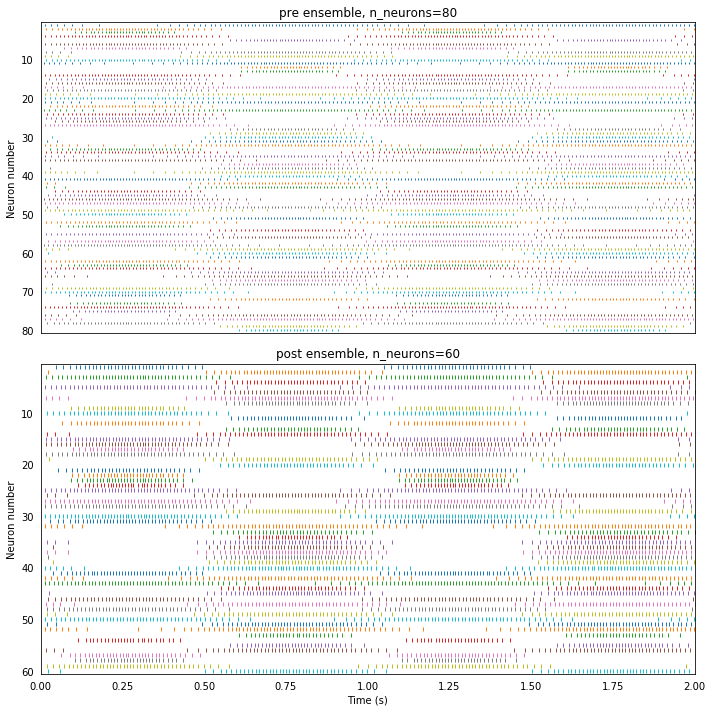 pre ensemble, n_neurons=80
10
20
30
40
50
60
70
80
Neuron number
post ensemble, n_neurons=60
10
20
30
40
50
60
Neuron number
0.00 0.25 0.50 0.75 1.00 1.25 1.50 1.75 2.00
Time (s)